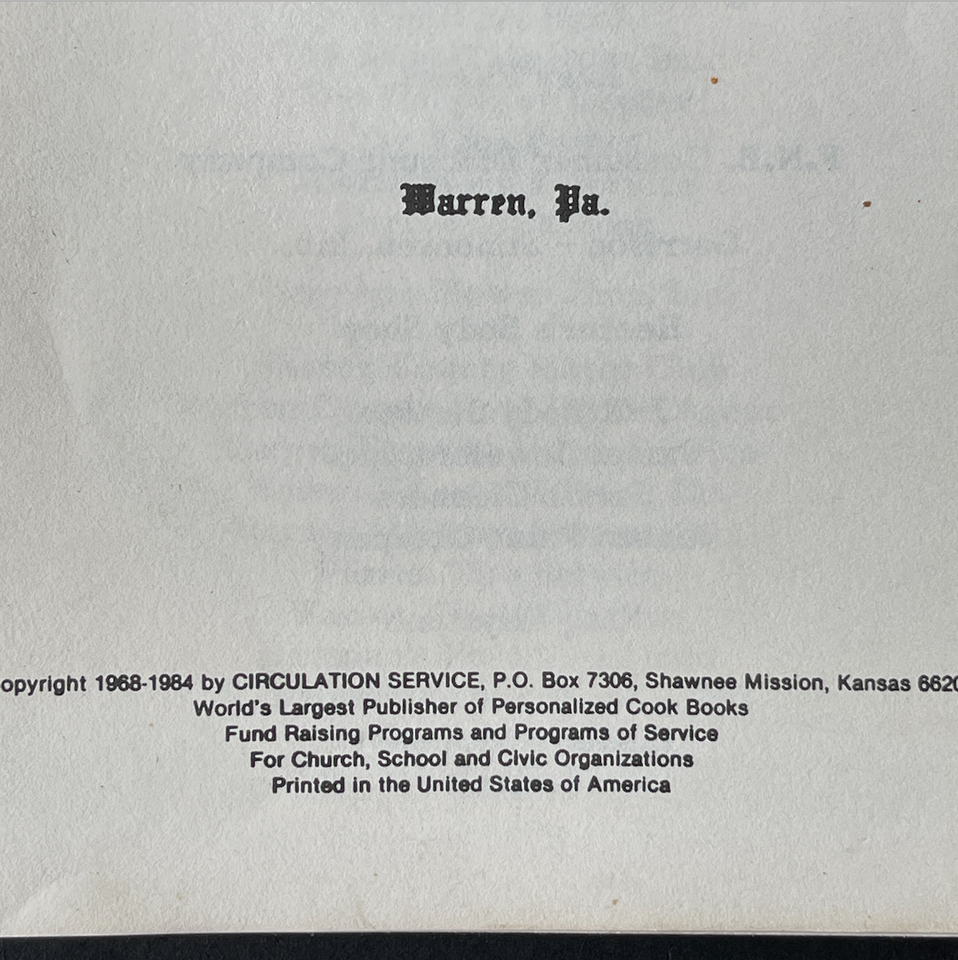 Warren, Pa.
opyright 1968-1984 by CIRCULATION SERVICE, P.O. Box 7306, Shawnee Mission, Kansas 6620
World's Largest Publisher of Personalized Cook Books
Fund Raising Programs and Programs of Service
For Church, School and Civic Organizations
Printed in the United States of America